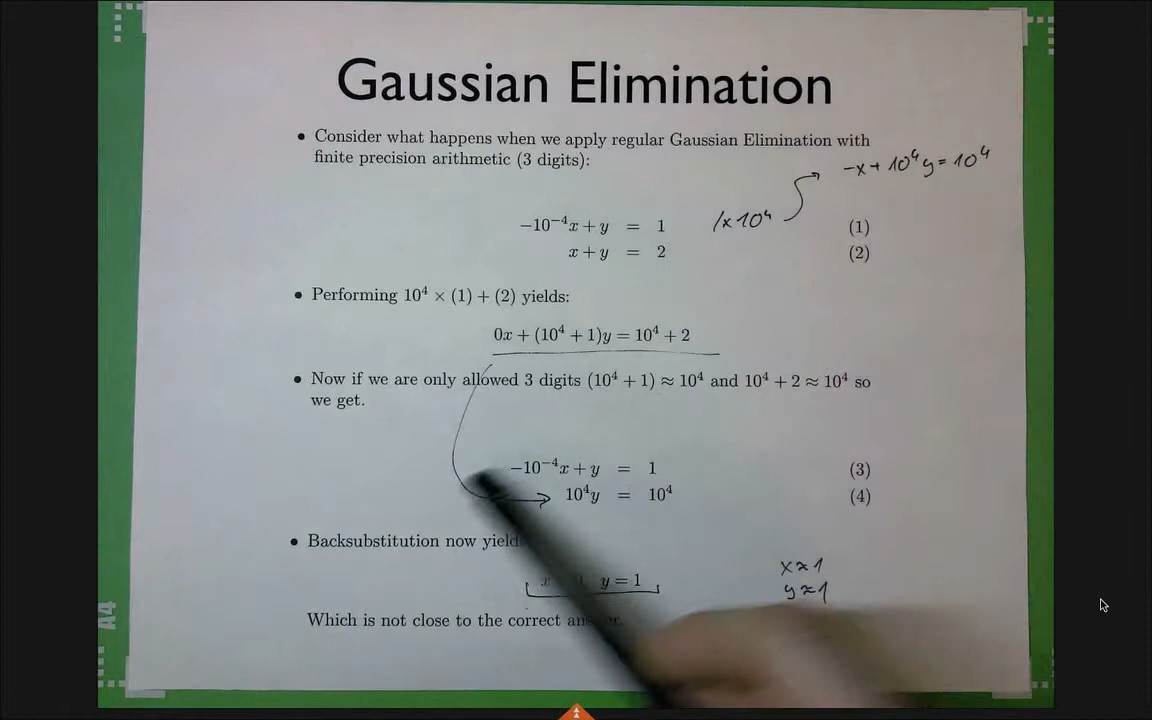 Gaussian Elimination
• Consider what happens when we apply regular Gaussian Elimination with
finite precision arithmetic (3 digits):
-x + 10⁴y = 10⁴
/x 10⁴
−10⁻⁴x + y = 1 (1)
x + y = 2 (2)
• Performing 10⁴ × (1) + (2) yields:
0x + (10⁴ + 1)y = 10⁴ + 2
• Now if we are only allowed 3 digits (10⁴ + 1) ≈ 10⁴ and 10⁴ + 2 ≈ 10⁴ so
we get.
−10⁻⁴x + y = 1 (3)
10⁴y = 10⁴ (4)
• Backsubstitution now
y = 1
x ≈ 1
y ≈ 1
Which is not close to the correct
A4